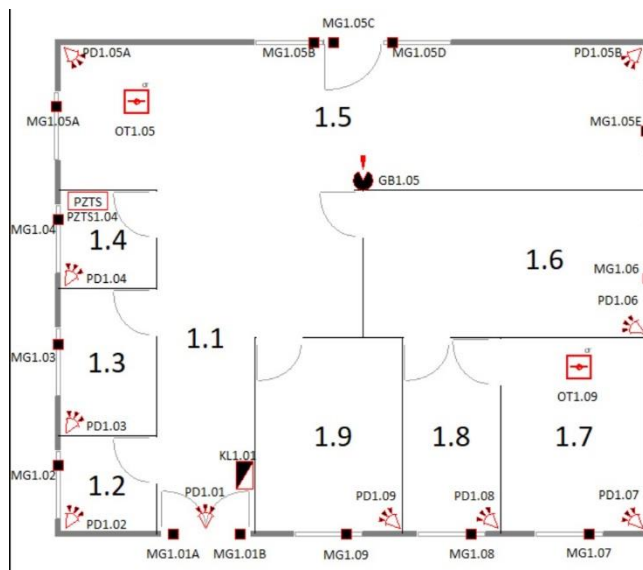 MG1.05C
PD1.05A
MG1.05B
MG1.05D
PD1.05B
MG1.05A
OT1.05
1.5
MG1.05E
GB1.05
PZTS
PZTS1.04
MG1.04
1.4
PD1.04
1.6
MG1.06
PD1.06
MG1.03
1.3
1.1
PD1.03
OT1.09
1.9
1.8
1.7
KL1.01
MG1.02
1.2
PD1.01
PD1.02
PD1.09
PD1.08
PD1.07
MG1.01A
MG1.01B
MG1.09
MG1.08
MG1.07